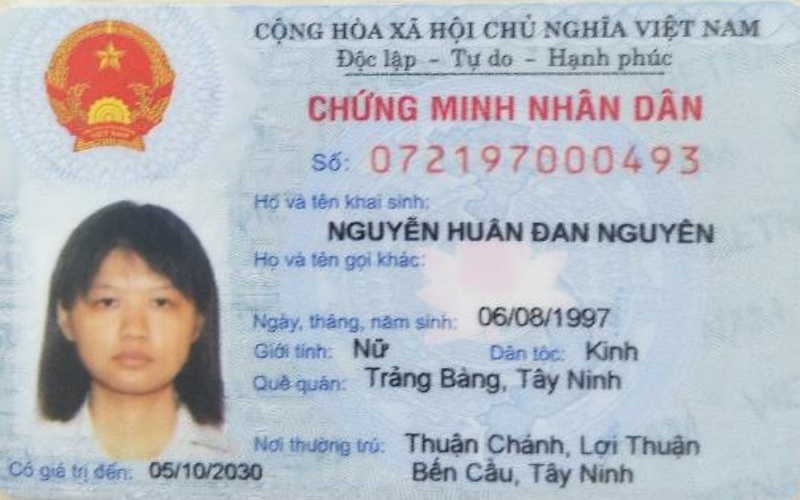 CỘNG HÒA XÃ HỘI CHỦ NGHĨA VIỆT NAM
Độc lập - Tự do - Hạnh phúc
CHỨNG MINH NHÂN DÂN
Số: 072197000493
Họ và tên khai sinh:
NGUYỄN HUÂN ĐAN NGUYÊN
Họ và tên gọi khác:
Ngày, tháng, năm sinh: 06/08/1997
Giới tính: Nữ Dân tộc: Kinh
Quê quán: Trảng Bàng, Tây Ninh
Nơi thường trú: Thuận Chánh, Lợi Thuận
Bến Cầu, Tây Ninh
Có giá trị đến: 05/10/2030